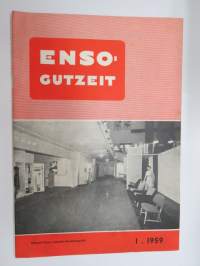 ENSO-
GUTZEIT
1 . 1959